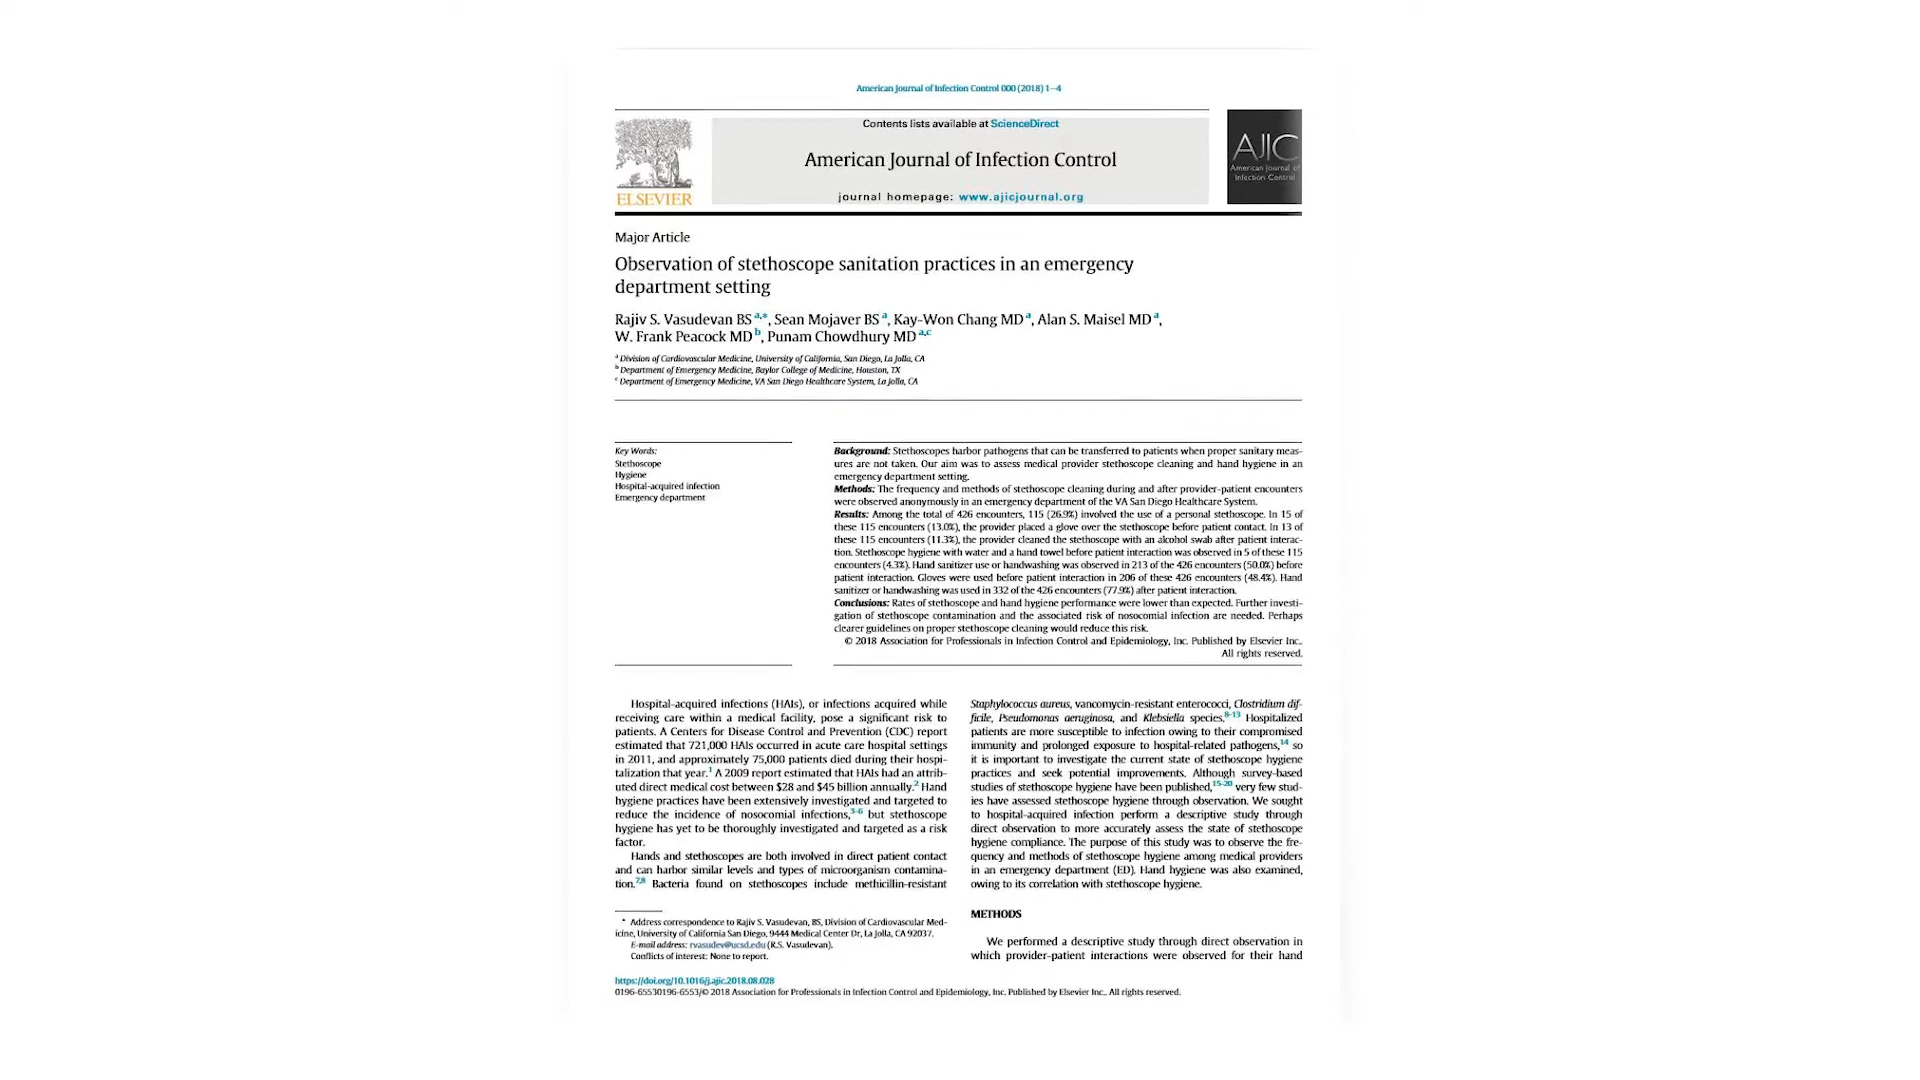 American Journal of Infection Control 000 (2018) 1–4
Contents lists available at ScienceDirect
American Journal of Infection Control
journal homepage: www.ajicjournal.org
ELSEVIER
AJIC
American Journal of
Infection Control
Major Article
Observation of stethoscope sanitation practices in an emergency
department setting
Rajiv S. Vasudevan BS a,*, Sean Mojaver BS a, Kay-Won Chang MD a, Alan S. Maisel MD a,
W. Frank Peacock MD b, Punam Chowdhury MD a,c
a Division of Cardiovascular Medicine, University of California, San Diego, La Jolla, CA
b Department of Emergency Medicine, Baylor College of Medicine, Houston, TX
c Department of Emergency Medicine, VA San Diego Healthcare System, La Jolla, CA
Key Words:
Stethoscope
Hygiene
Hospital-acquired infection
Emergency department
Background: Stethoscopes harbor pathogens that can be transferred to patients when proper sanitary meas-
ures are not taken. Our aim was to assess medical provider stethoscope cleaning and hand hygiene in an
emergency department setting.
Methods: The frequency and methods of stethoscope cleaning during and after provider-patient encounters
were observed anonymously in an emergency department of the VA San Diego Healthcare System.
Results: Among the total of 426 encounters, 115 (26.9%) involved the use of a personal stethoscope. In 15 of
these 115 encounters (13.0%), the provider placed a glove over the stethoscope before patient contact. In 13 of
these 115 encounters (11.3%), the provider cleaned the stethoscope with an alcohol swab after patient interac-
tion. Stethoscope hygiene with water and a hand towel before patient interaction was observed in 5 of these 115
encounters (4.3%). Hand sanitizer use or handwashing was observed in 213 of the 426 encounters (50.0%) before
patient interaction. Gloves were used before patient interaction in 206 of these 426 encounters (48.4%). Hand
sanitizer or handwashing was used in 332 of the 426 encounters (77.9%) after patient interaction.
Conclusions: Rates of stethoscope and hand hygiene performance were lower than expected. Further investi-
gation of stethoscope contamination and the associated risk of nosocomial infection are needed. Perhaps
clearer guidelines on proper stethoscope cleaning would reduce this risk.
© 2018 Association for Professionals in Infection Control and Epidemiology, Inc. Published by Elsevier Inc.
All rights reserved.
Hospital-acquired infections (HAIs), or infections acquired while
receiving care within a medical facility, pose a significant risk to
patients. A Centers for Disease Control and Prevention (CDC) report
estimated that 721,000 HAIs occurred in acute care hospital settings
in 2011, and approximately 75,000 patients died during their hospi-
talization that year.1 A 2009 report estimated that HAIs had an attrib-
uted direct medical cost between $28 and $45 billion annually.2 Hand
hygiene practices have been extensively investigated and targeted to
reduce the incidence of nosocomial infections,3-6 but stethoscope
hygiene has yet to be thoroughly investigated and targeted as a risk
factor.
Hands and stethoscopes are both involved in direct patient contact
and can harbor similar levels and types of microorganism contamina-
tion.7,8 Bacteria found on stethoscopes include methicillin-resistant
* Address correspondence to Rajiv S. Vasudevan, BS, Division of Cardiovascular Med-
icine, University of California San Diego, 9444 Medical Center Dr, La Jolla, CA 92037.
E-mail address: rvasudev@ucsd.edu (R.S. Vasudevan).
Conflicts of interest: None to report.
Staphylococcus aureus, vancomycin-resistant enterococci, Clostridium dif-
ficile, Pseudomonas aeruginosa, and Klebsiella species.8-13 Hospitalized
patients are more susceptible to infection owing to their compromised
immunity and prolonged exposure to hospital-related pathogens,14 so
it is important to investigate the current state of stethoscope hygiene
practices and seek potential improvements. Although survey-based
studies of stethoscope hygiene have been published,15-20 very few stud-
ies have assessed stethoscope hygiene through observation. We sought
to hospital-acquired infection perform a descriptive study through
direct observation to more accurately assess the state of stethoscope
hygiene compliance. The purpose of this study was to observe the fre-
quency and methods of stethoscope hygiene among medical providers
in an emergency department (ED). Hand hygiene was also examined,
owing to its correlation with stethoscope hygiene.
METHODS
We performed a descriptive study through direct observation in
which provider-patient interactions were observed for their hand
https://doi.org/10.1016/j.ajic.2018.08.028
0196-65530196-6553/© 2018 Association for Professionals in Infection Control and Epidemiology, Inc. Published by Elsevier Inc.. All rights reserved.